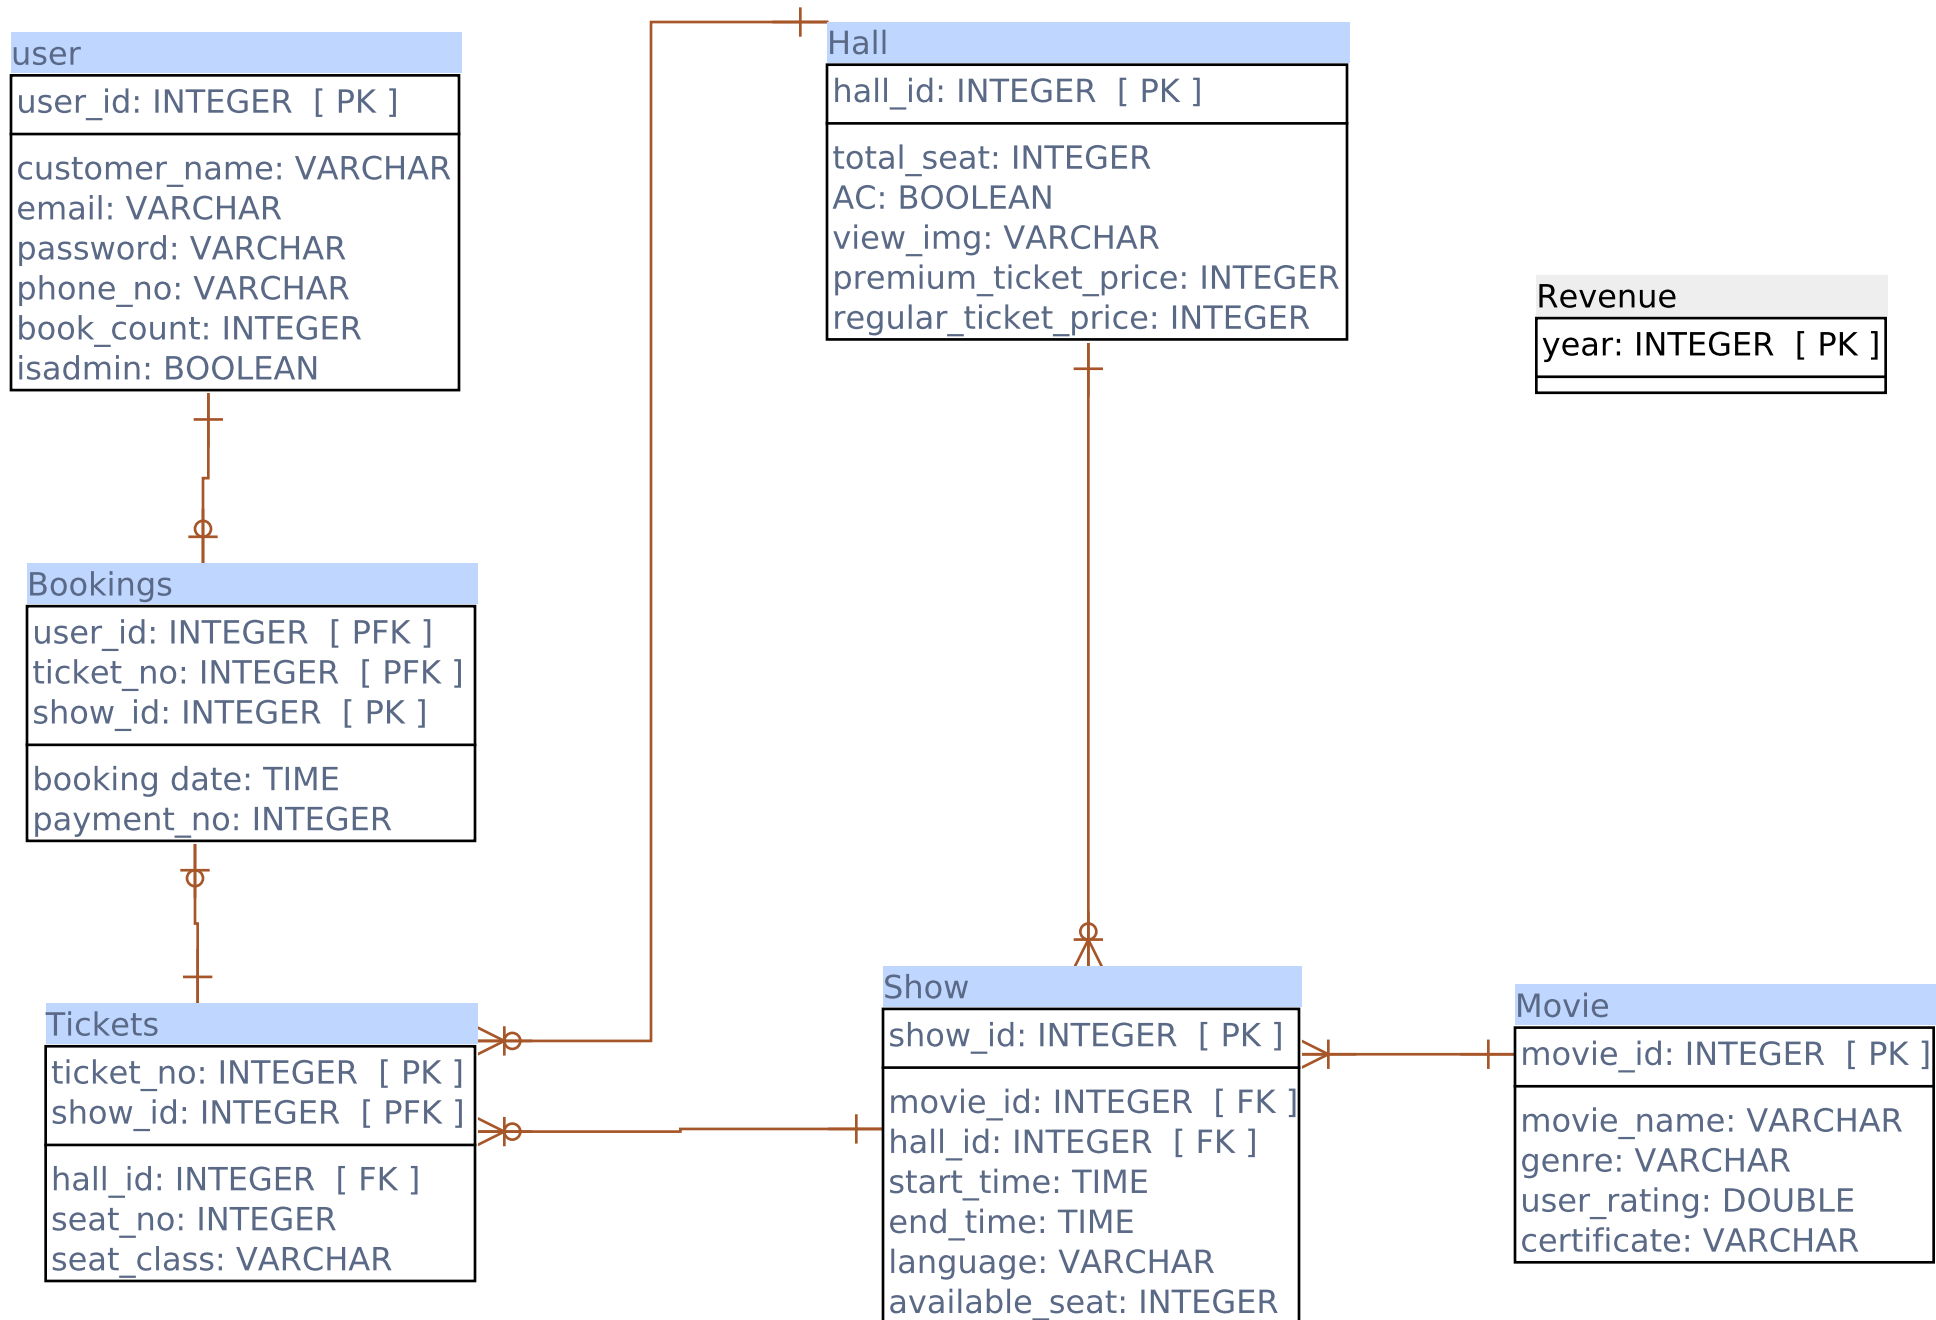 user
user_id: INTEGER  [ PK ]
customer_name: VARCHAR
email: VARCHAR
password: VARCHAR
phone_no: VARCHAR
book_count: INTEGER
isadmin: BOOLEAN
Hall
hall_id: INTEGER  [ PK ]
total_seat: INTEGER
AC: BOOLEAN
view_img: VARCHAR
premium_ticket_price: INTEGER
regular_ticket_price: INTEGER
Revenue
year: INTEGER  [ PK ]
Bookings
user_id: INTEGER  [ PFK ]
ticket_no: INTEGER  [ PFK ]
show_id: INTEGER  [ PK ]
booking date: TIME
payment_no: INTEGER
Tickets
ticket_no: INTEGER  [ PK ]
show_id: INTEGER  [ PFK ]
hall_id: INTEGER  [ FK ]
seat_no: INTEGER
seat_class: VARCHAR
Show
show_id: INTEGER  [ PK ]
movie_id: INTEGER  [ FK ]
hall_id: INTEGER  [ FK ]
start_time: TIME
end_time: TIME
language: VARCHAR
available_seat: INTEGER
Movie
movie_id: INTEGER  [ PK ]
movie_name: VARCHAR
genre: VARCHAR
user_rating: DOUBLE
certificate: VARCHAR